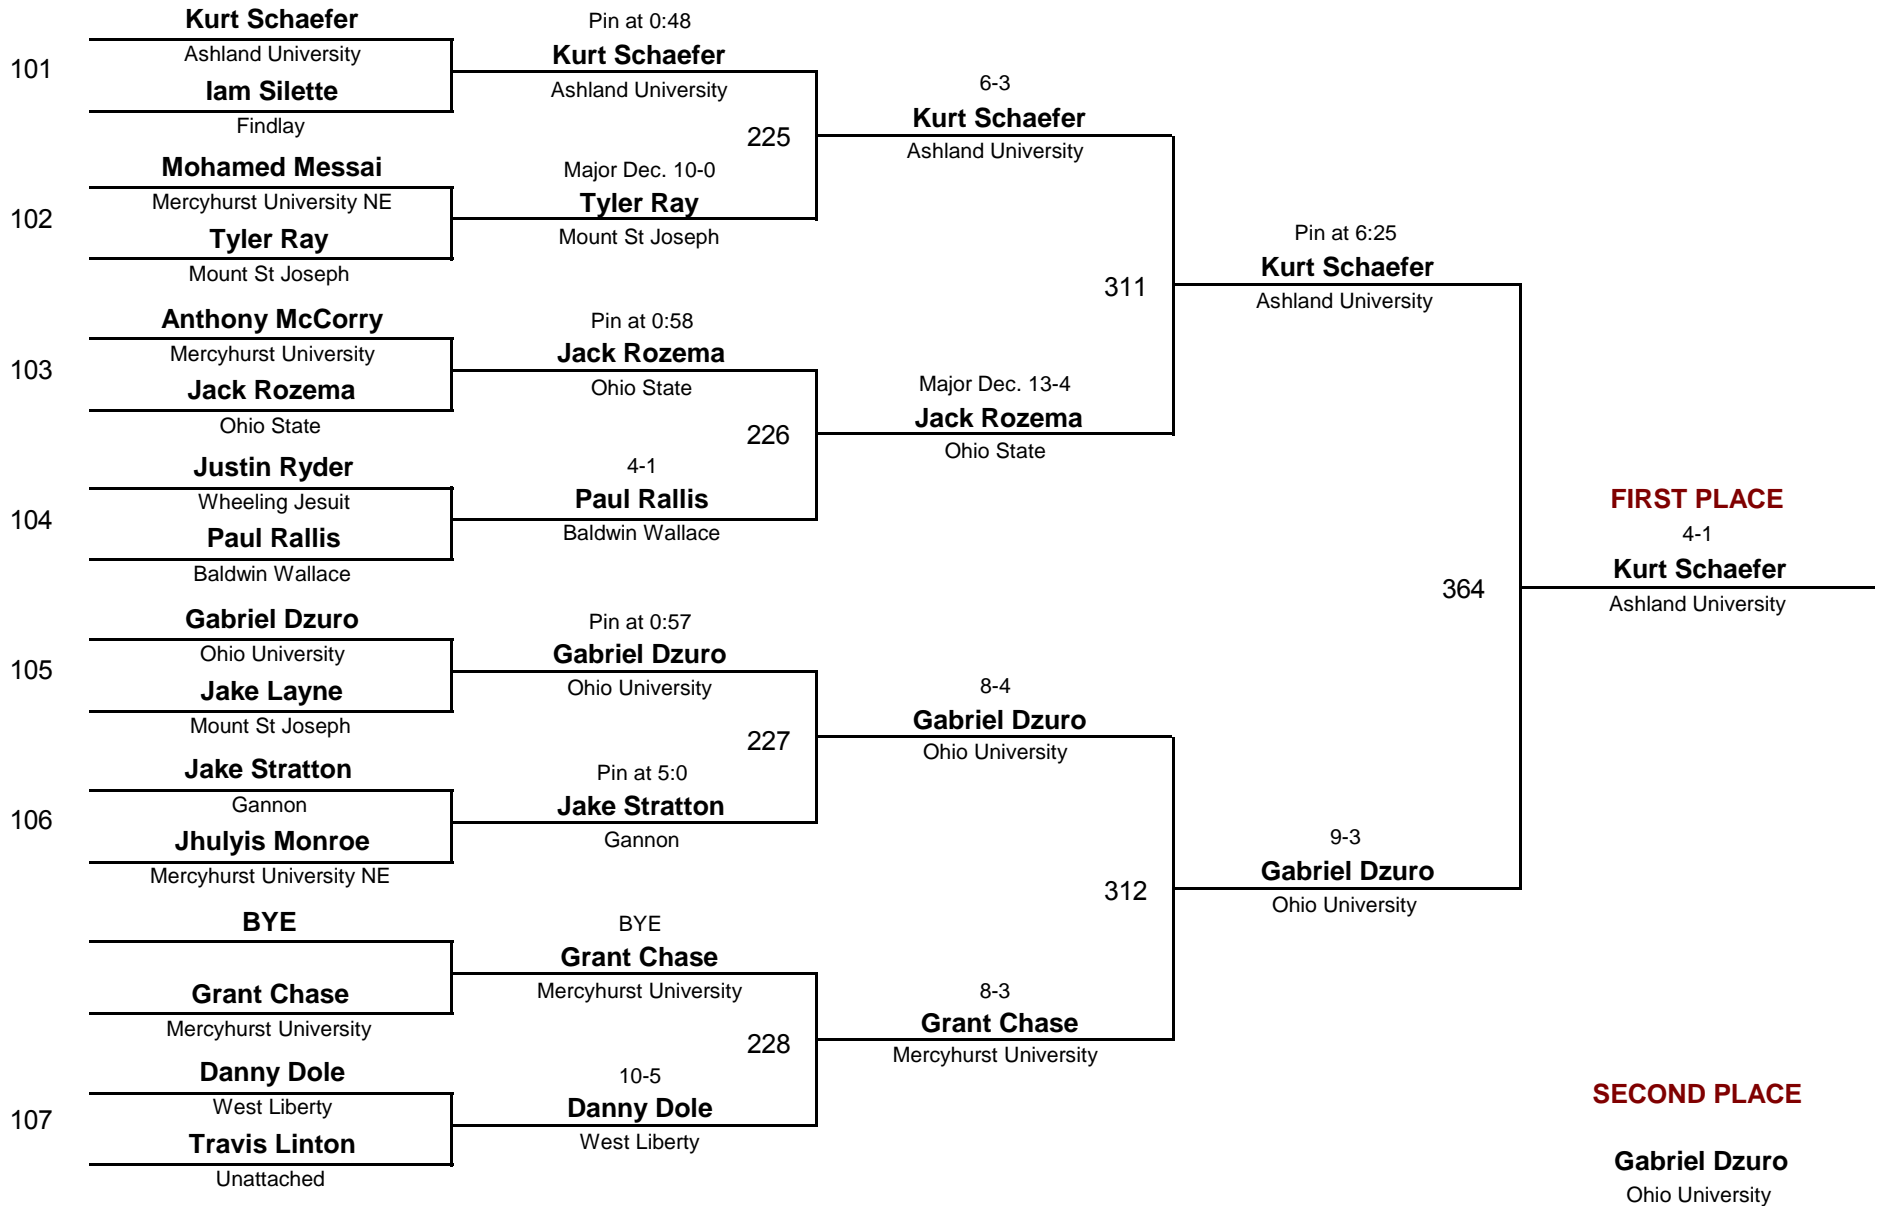 Kurt Schaefer
Ashland University
101
Iam Silette
Findlay
Mohamed Messai
Mercyhurst University NE
102
Tyler Ray
Mount St Joseph
Anthony McCorry
Mercyhurst University
103
Jack Rozema
Ohio State
Justin Ryder
Wheeling Jesuit
104
Paul Rallis
Baldwin Wallace
Gabriel Dzuro
Ohio University
105
Jake Layne
Mount St Joseph
Jake Stratton
Gannon
106
Jhulyis Monroe
Mercyhurst University NE
BYE
Grant Chase
Mercyhurst University
Danny Dole
West Liberty
107
Travis Linton
Unattached
Pin at 0:48
Kurt Schaefer
Ashland University
225
Major Dec. 10-0
Tyler Ray
Mount St Joseph
Pin at 0:58
Jack Rozema
Ohio State
226
4-1
Paul Rallis
Baldwin Wallace
Pin at 0:57
Gabriel Dzuro
Ohio University
227
Pin at 5:0
Jake Stratton
Gannon
BYE
Grant Chase
Mercyhurst University
228
10-5
Danny Dole
West Liberty
6-3
Kurt Schaefer
Ashland University
311
Major Dec. 13-4
Jack Rozema
Ohio State
8-4
Gabriel Dzuro
Ohio University
312
8-3
Grant Chase
Mercyhurst University
Pin at 6:25
Kurt Schaefer
Ashland University
364
9-3
Gabriel Dzuro
Ohio University
FIRST PLACE
4-1
Kurt Schaefer
Ashland University
SECOND PLACE
Gabriel Dzuro
Ohio University